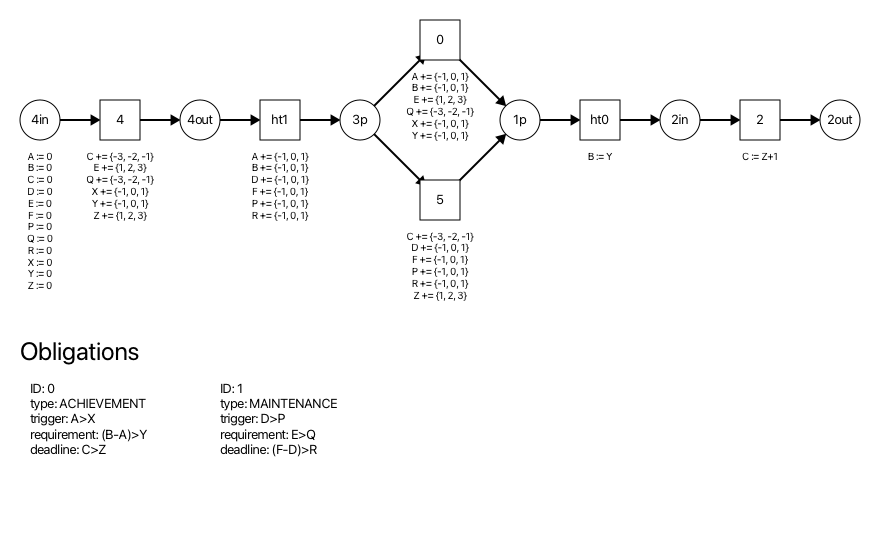 0
A += {-1, 0, 1}
B += {-1, 0, 1}
E += {1, 2, 3}
Q += {-3, -2, -1}
X += {-1, 0, 1}
Y += {-1, 0, 1}
4in
4
4out
ht1
3p
1p
ht0
2in
2
2out
A := 0
B := 0
C := 0
D := 0
E := 0
F := 0
P := 0
Q := 0
R := 0
X := 0
Y := 0
Z := 0
C += {-3, -2, -1}
E += {1, 2, 3}
Q += {-3, -2, -1}
X += {-1, 0, 1}
Y += {-1, 0, 1}
Z += {1, 2, 3}
A += {-1, 0, 1}
B += {-1, 0, 1}
D += {-1, 0, 1}
F += {-1, 0, 1}
P += {-1, 0, 1}
R += {-1, 0, 1}
B := Y
C := Z+1
5
C += {-3, -2, -1}
D += {-1, 0, 1}
F += {-1, 0, 1}
P += {-1, 0, 1}
R += {-1, 0, 1}
Z += {1, 2, 3}
Obligations
ID: 0
type: ACHIEVEMENT
trigger: A>X
requirement: (B-A)>Y
deadline: C>Z
ID: 1
type: MAINTENANCE
trigger: D>P
requirement: E>Q
deadline: (F-D)>R